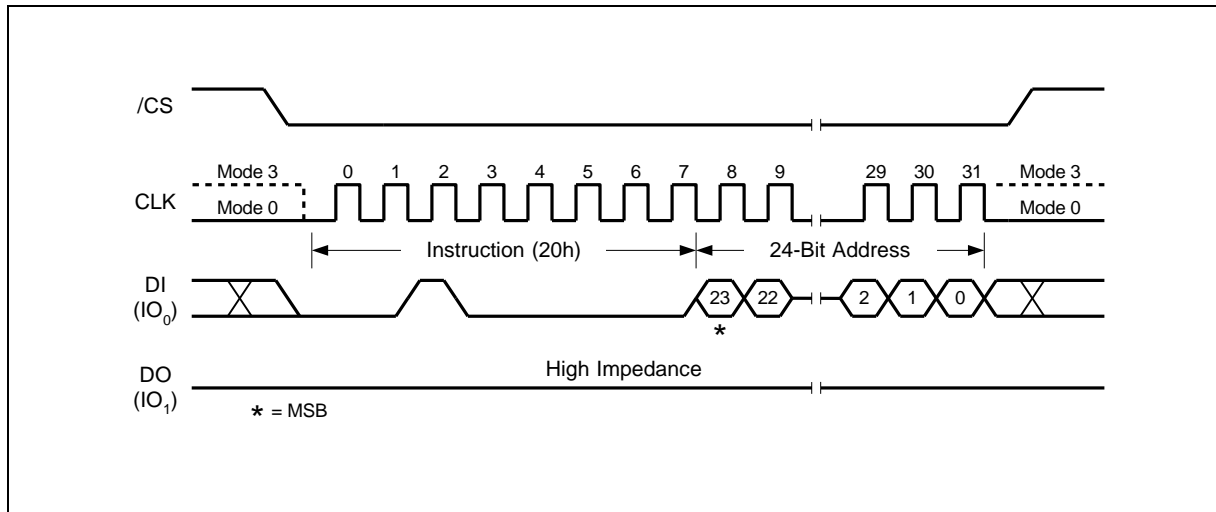 /CS
Mode 3 0 1 2 3 4 5 6 7 8 9 29 30 31 Mode 3
CLK
Mode 0 Mode 0
Instruction (20h) 24-Bit Address
DI
(IO₀)
23 22 2 1 0
*
High Impedance
DO
(IO₁)
* = MSB